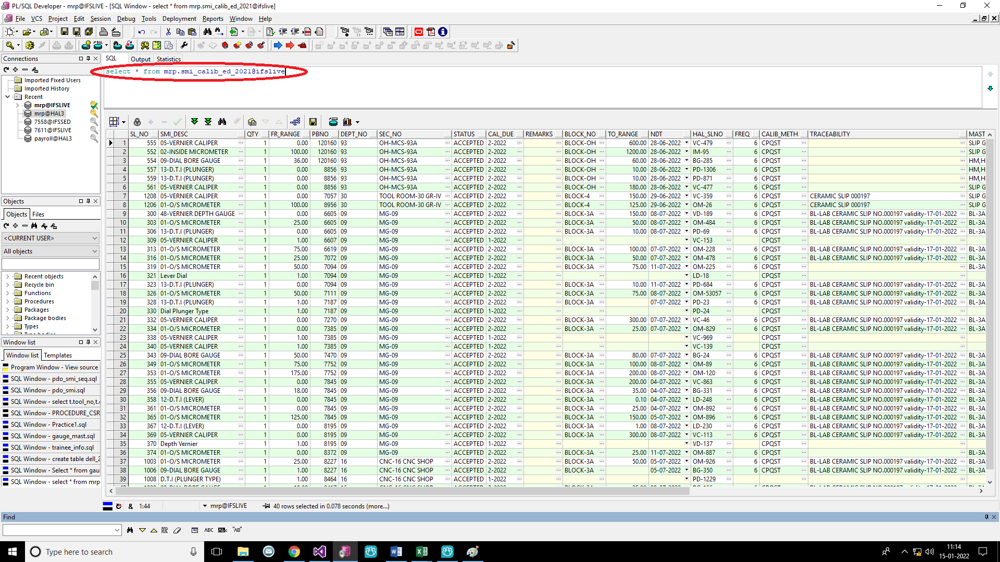 PL/SQL Developer - mrp@IFSLIVE - [SQL Window - select * from mrp.smi_calib_ed_2021@ifslive]
File VCS Project Edit Session Debug Tools Deployment Reports Window Help
Connections
Imported Fixed Users
Imported History
Recent
mrp@IFSLIVE
mrp@HAL3
7558@IFSSED
7611@IFSLIVE
payroll@HAL3
Objects
Objects Files
<CURRENT USER>
All objects
Recent objects
Recycle bin
Functions
Procedures
Packages
Package bodies
Types
Window list
Window list Templates
Program Window - View source
SQL Window - pdo_smi_seq.sql
SQL Window - pdo_smi.sql
SQL Window - select t.tool_no,t.
SQL Window - PROCEDURE_CSR
SQL Window - Practice1.sql
SQL Window - gauge_mast.sql
SQL Window - trainee_info.sql
SQL Window - create table dell_2
SQL Window - Select * from gau
SQL Window - select * from mrp
SQL Output Statistics
select * from mrp.smi_calib_ed_2021@ifslive
SL_NO SMI_DESC QTY FR_RANGE PBNO DEPT_NO SEC_NO STATUS CAL_DUE REMARKS BLOCK_NO TO_RANGE NDT HAL_SLNO FREQ CALIB_METH TRACEABILITY MAST
1 555 05-VERNIER CALIPER 1 0.00 120160 93 OH-MCS-93A ACCEPTED 2-2022 BLOCK-OH 600.00 28-06-2022 VC-479 6 CPQST SLIP G
2 552 02-INSIDE MICROMETER 1 100.00 120160 93 OH-MCS-93A ACCEPTED 2-2022 BLOCK-OH 1200.00 28-06-2022 IM-95 6 CPQST SLIP G
3 554 09-DIAL BORE GAUGE 1 36.00 120160 93 OH-MCS-93A ACCEPTED 2-2022 BLOCK-OH 60.00 28-06-2022 BG-285 6 CPQST HM,H
4 557 13-D.T.I (PLUNGER) 1 0.00 8856 93 OH-MCS-93A ACCEPTED 2-2022 BLOCK-OH 10.00 28-06-2022 PD-1306 6 CPQST HM,H
5 559 13-D.T.I (PLUNGER) 1 0.00 8856 93 OH-MCS-93A ACCEPTED 2-2022 BLOCK-OH 10.00 28-06-2022 PD-871 6 CPQST HM,H
6 561 05-VERNIER CALIPER 1 0.00 8856 93 OH-MCS-93A ACCEPTED 2-2022 BLOCK-OH 180.00 28-06-2022 VC-477 6 CPQST SLIP G
7 1208 05-VERNIER CALIPER 1 0.00 7057 30 TOOL ROOM-30 GR-IV ACCEPTED 2-2022 BLOCK-4 150.00 29-06-2022 VC-359 6 CPQST CERAMIC SLIP 000197 SLIP G
8 1206 01-O/S MICROMETER 1 100.00 8956 30 TOOL ROOM-30 GR-IV ACCEPTED 2-2022 BLOCK-4 125.00 29-06-2022 OM-26 6 CPQST CERAMIC SLIP 000197 SLIP G
9 300 48-VERNIER DEPTH GAUGE 1 0.00 6605 09 MG-09 ACCEPTED 2-2022 BLOCK-3A 150.00 08-07-2022 VD-189 6 CPQST BL-LAB CERAMIC SLIP NO.000197 validity-17-01-2022 BL-3A
10 303 01-O/S MICROMETER 1 25.00 6605 09 MG-09 ACCEPTED 2-2022 BLOCK-3A 50.00 08-07-2022 OM-484 6 CPQST BL-LAB CERAMIC SLIP NO.000197 validity-17-01-2022 BL-3A
11 306 13-D.T.I (PLUNGER) 1 0.00 6605 09 MG-09 ACCEPTED 2-2022 BLOCK-3A 10.00 08-07-2022 PD-69 6 CPQST BL-LAB CERAMIC SLIP NO.000197 validity-17-01-2022 BL-3A
12 309 05-VERNIER CALIPER 1 1.00 6607 09 MG-09 ACCEPTED 1-2022 VC-153 CPQST
13 313 01-O/S MICROMETER 1 75.00 6619 09 MG-09 ACCEPTED 2-2022 BLOCK-3A 100.00 07-07-2022 OM-228 6 CPQST BL-LAB CERAMIC SLIP NO.000197 validity-17-01-2022 BL-3A
14 316 01-O/S MICROMETER 1 25.00 7072 09 MG-09 ACCEPTED 2-2022 BLOCK-3A 50.00 07-07-2022 OM-478 6 CPQST BL-LAB CERAMIC SLIP NO.000197 validity-17-01-2022 BL-3A
15 319 01-O/S MICROMETER 1 50.00 7094 09 MG-09 ACCEPTED 2-2022 BLOCK-3A 75.00 11-07-2022 OM-225 6 CPQST BL-LAB CERAMIC SLIP NO.000197 validity-17-01-2022 BL-3A
16 321 Lever Dial 1 1.00 7094 09 MG-09 ACCEPTED 1-2022 LD-18 CPQST
17 323 13-D.T.I (PLUNGER) 1 0.00 7094 09 MG-09 ACCEPTED 2-2022 BLOCK-3A 10.00 11-07-2022 PD-684 6 CPQST BL-LAB CERAMIC SLIP NO.000197 validity-17-01-2022 BL-3A
18 326 01-O/S MICROMETER 1 50.00 7111 09 MG-09 ACCEPTED 2-2022 BLOCK-3A 75.00 08-07-2022 OM-53057 6 CPQST BL-LAB CERAMIC SLIP NO.000197 validity-17-01-2022 BL-3A
19 328 13-D.T.I (PLUNGER) 1 1.00 7187 09 MG-09 ACCEPTED 2-2022 BLOCK-3A 07-07-2022 PD-23 6 CPQST BL-LAB CERAMIC SLIP NO.000197 validity-17-01-2022 BL-3A
20 330 Dial Plunger Type 1 1.00 7187 09 MG-09 ACCEPTED 1-2022 PD-24 CPQST
21 332 05-VERNIER CALIPER 1 0.00 7270 09 MG-09 ACCEPTED 2-2022 BLOCK-3A 300.00 07-07-2022 VC-46 6 CPQST BL-LAB CERAMIC SLIP NO.000197 validity-17-01-2022 BL-3A
22 334 01-O/S MICROMETER 1 0.00 7385 09 MG-09 ACCEPTED 2-2022 BLOCK-3A 25.00 07-07-2022 OM-829 6 CPQST BL-LAB CERAMIC SLIP NO.000197 validity-17-01-2022 BL-3A
23 338 05-VERNIER CALIPER 1 1.00 7385 09 MG-09 ACCEPTED 1-2022 VC-969 CPQST
24 340 05-VERNIER CALIPER 1 1.00 7385 09 MG-09 ACCEPTED 1-2022 VC-139 CPQST
25 343 09-DIAL BORE GAUGE 1 50.00 7470 09 MG-09 ACCEPTED 2-2022 BLOCK-3A 80.00 07-07-2022 BG-24 6 CPQST BL-LAB CERAMIC SLIP NO.000197 validity-17-01-2022 BL-3A
26 349 01-O/S MICROMETER 1 75.00 7752 09 MG-09 ACCEPTED 2-2022 BLOCK-3A 100.00 08-07-2022 OM-89 6 CPQST BL-LAB CERAMIC SLIP NO.000197 validity-17-01-2022 BL-3A
27 353 01-O/S MICROMETER 1 175.00 7752 09 MG-09 ACCEPTED 2-2022 BLOCK-3A 200.00 08-07-2022 OM-120 6 CPQST BL-LAB CERAMIC SLIP NO.000197 validity-17-01-2022 BL-3A
28 355 05-VERNIER CALIPER 1 0.00 7845 09 MG-09 ACCEPTED 2-2022 BLOCK-3A 200.00 04-07-2022 VC-863 6 CPQST BL-LAB CERAMIC SLIP NO.000197 validity-17-01-2022 BL-3A
29 356 09-DIAL BORE GAUGE 1 18.00 7845 09 MG-09 ACCEPTED 2-2022 BLOCK-3A 35.00 04-07-2022 BG-331 6 CPQST BL-LAB CERAMIC SLIP NO.000197 validity-17-01-2022 BL-3A
30 358 12-D.T.I (LEVER) 1 0.00 7845 09 MG-09 ACCEPTED 2-2022 BLOCK-3A 0.10 04-07-2022 LD-248 6 CPQST BL-LAB CERAMIC SLIP NO.000197 validity-17-01-2022 BL-3A
31 361 01-O/S MICROMETER 1 0.00 7845 09 MG-09 ACCEPTED 2-2022 BLOCK-3A 25.00 04-07-2022 OM-892 6 CPQST BL-LAB CERAMIC SLIP NO.000197 validity-17-01-2022 BL-3A
32 365 01-O/S MICROMETER 1 125.00 7845 09 MG-09 ACCEPTED 2-2022 BLOCK-3A 150.00 05-07-2022 OM-896 6 CPQST BL-LAB CERAMIC SLIP NO.000197 validity-17-01-2022 BL-3A
33 367 12-D.T.I (LEVER) 1 0.00 8195 09 MG-09 ACCEPTED 2-2022 BLOCK-3A 1.00 08-07-2022 LD-230 6 CPQST BL-LAB CERAMIC SLIP NO.000197 validity-17-01-2022 BL-3A
34 369 05-VERNIER CALIPER 1 0.00 8195 09 MG-09 ACCEPTED 2-2022 BLOCK-3A 300.00 08-07-2022 VC-113 6 CPQST BL-LAB CERAMIC SLIP NO.000197 validity-17-01-2022 BL-3A
35 370 Depth Vernier 1 1.00 8195 09 MG-09 ACCEPTED 1-2022 VD-137 CPQST
36 374 01-O/S MICROMETER 1 0.00 8372 09 MG-09 ACCEPTED 2-2022 BLOCK-3A 25.00 11-07-2022 OM-887 6 CPQST BL-LAB CERAMIC SLIP NO.000197 validity-17-01-2022 BL-3A
37 1003 01-O/S MICROMETER 1 25.00 8227 16 CNC-16 CNC SHOP ACCEPTED 2-2022 BLOCK-3A 50.00 05-07-2022 OM-926 6 CPQST BL-LAB CERAMIC SLIP NO.000197 validity-17-01-2022 BL-3A
38 1006 09-DIAL BORE GAUGE 1 1.00 8227 16 CNC-16 CNC SHOP ACCEPTED 2-2022 BLOCK-3A 05-07-2022 BG-350 6 CPQST BL-LAB CERAMIC SLIP NO.000197 validity-17-01-2022 BL-3A
39 1008 D.T.I (PLUNGER TYPE) 1 1.00 8464 16 CNC-16 CNC SHOP ACCEPTED 1-2022 PD-1229
& 1:44 mrp@IFSLIVE 40 rows selected in 0.078 seconds (more...)
Find
ABC "AB"
Type here to search
11:14
15-01-2022